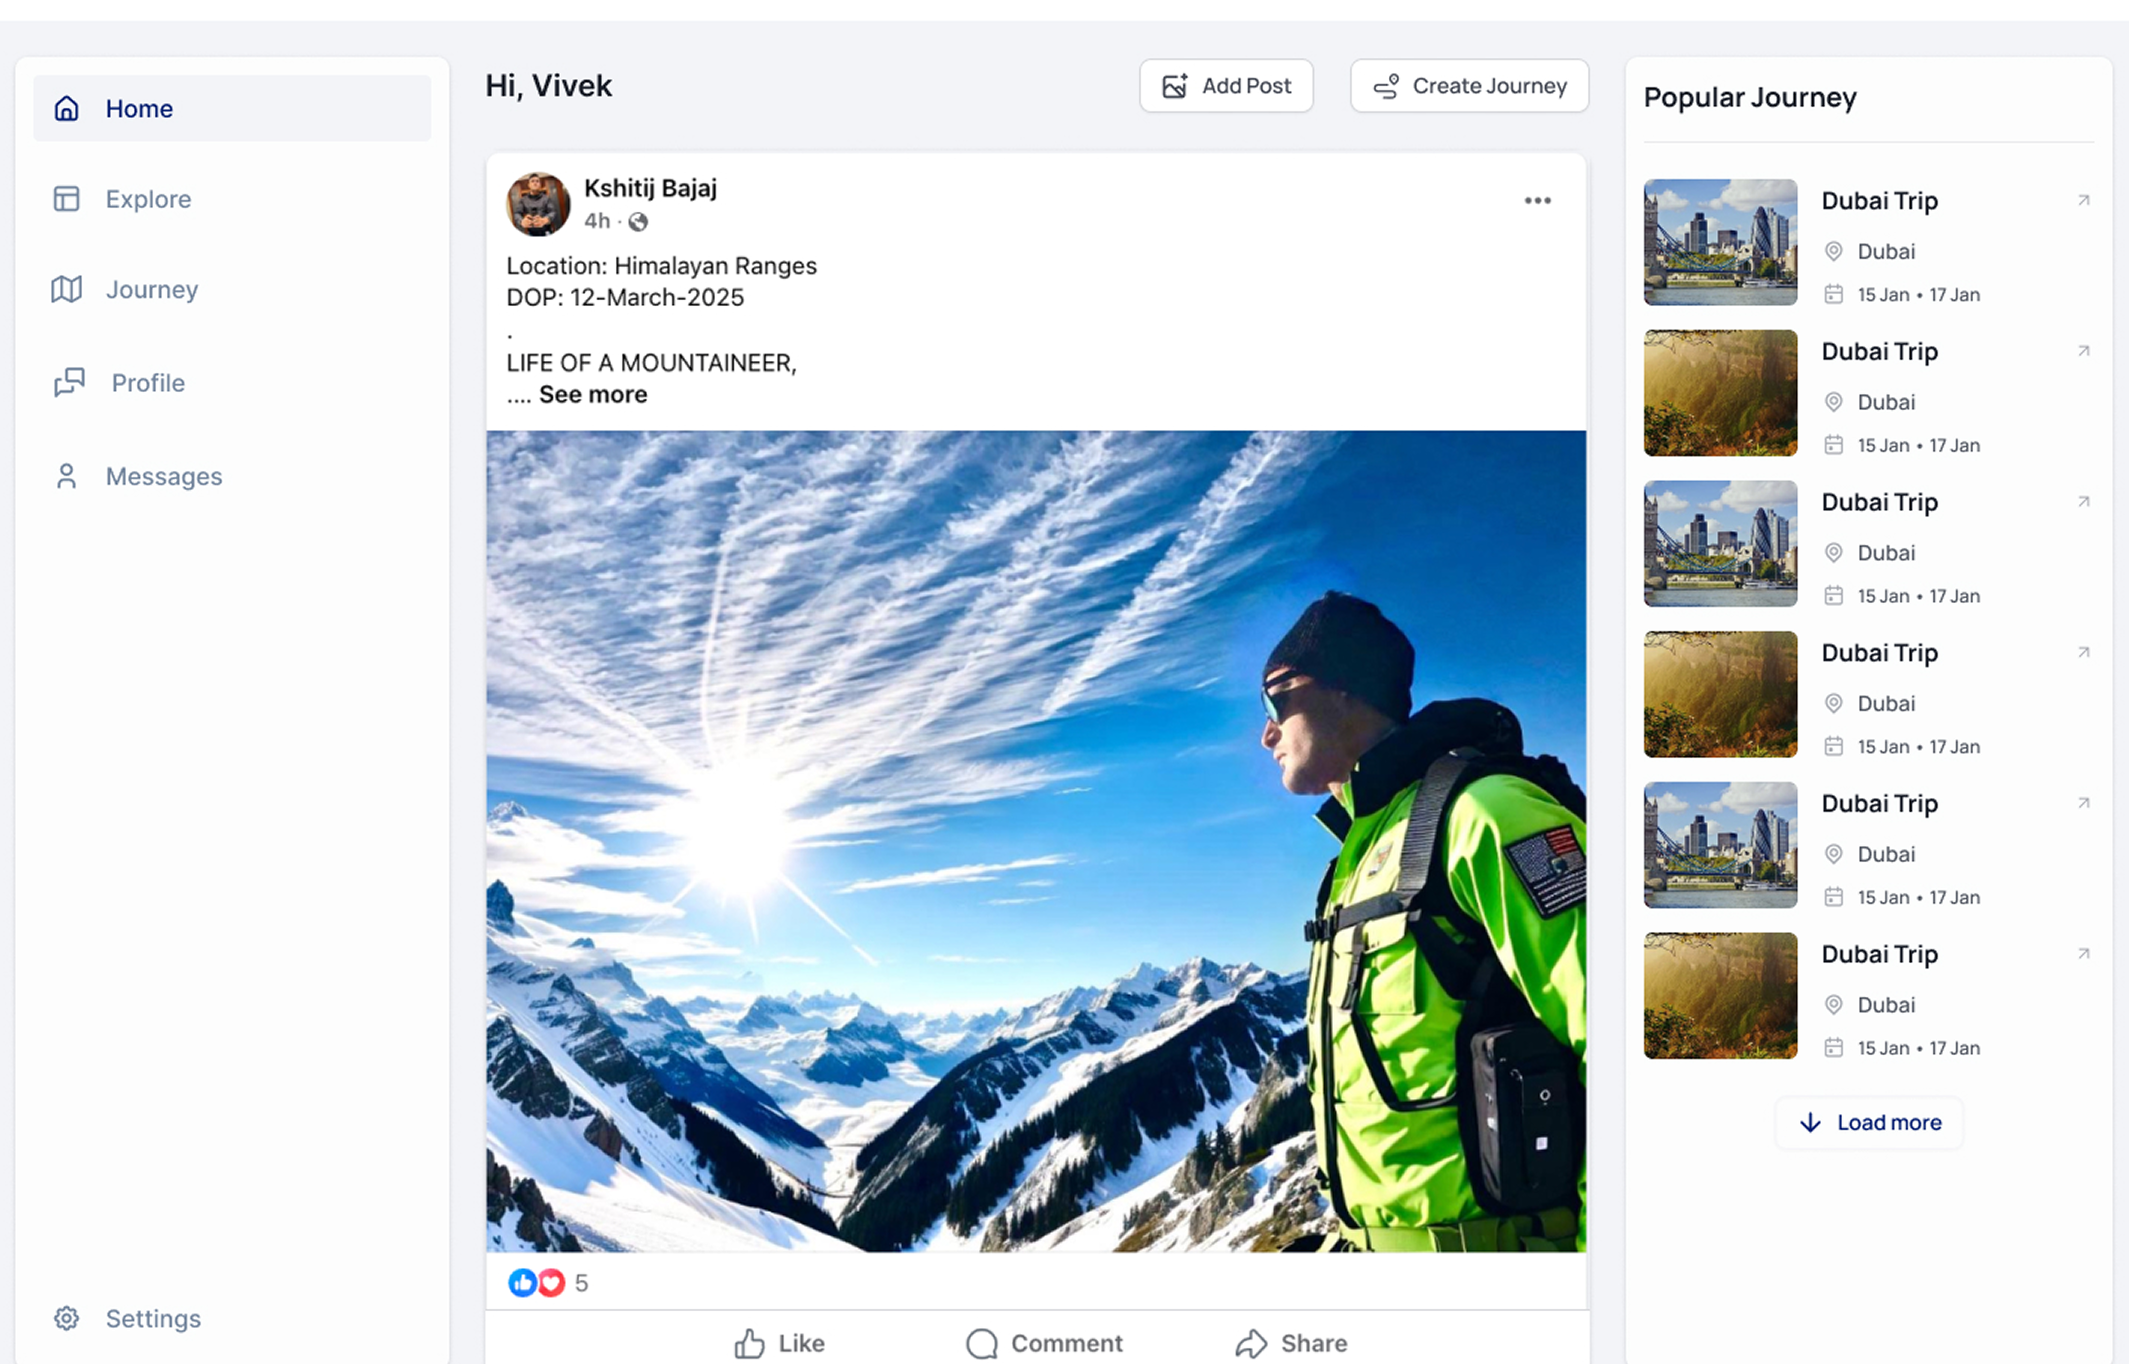 Home
Explore
Journey
Profile
Messages
Settings
Hi, Vivek
Add Post
Create Journey
Kshitij Bajaj
4h ·
Location: Himalayan Ranges
DOP: 12-March-2025
.
LIFE OF A MOUNTAINEER,
.... See more
5
Like
Comment
Share
Popular Journey
Dubai Trip
Dubai
15 Jan • 17 Jan
Dubai Trip
Dubai
15 Jan • 17 Jan
Dubai Trip
Dubai
15 Jan • 17 Jan
Dubai Trip
Dubai
15 Jan • 17 Jan
Dubai Trip
Dubai
15 Jan • 17 Jan
Dubai Trip
Dubai
15 Jan • 17 Jan
Load more